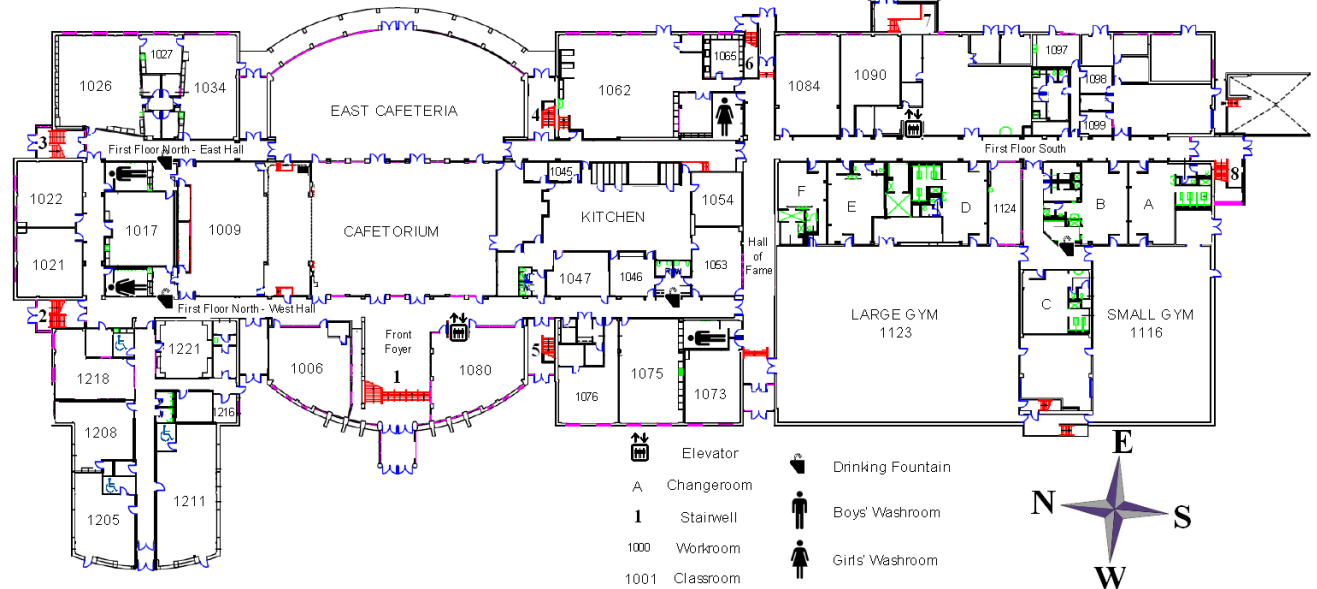 7
1027
1065
6
1097
1026
1034
1062
1084
1090
1098
EAST CAFETERIA
4
1099
3
First Floor North - East Hall
First Floor South
1045
8
1022
1054
F
E
D
1124
B
A
KITCHEN
1017
1009
CAFETORIUM
Hall
of
Fame
1021
1047
1046
1053
C
2
First Floor North - West Hall
LARGE GYM
1123
SMALL GYM
1116
1221
Front
Foyer
1006
1
1080
5
1075
1218
1076
1073
1216
1208
1211
1205
Elevator
A Changeroom
1 Stairwell
1000 Workroom
1001 Classroom
Drinking Fountain
Boys' Washroom
Girls' Washroom
E
N
S
W